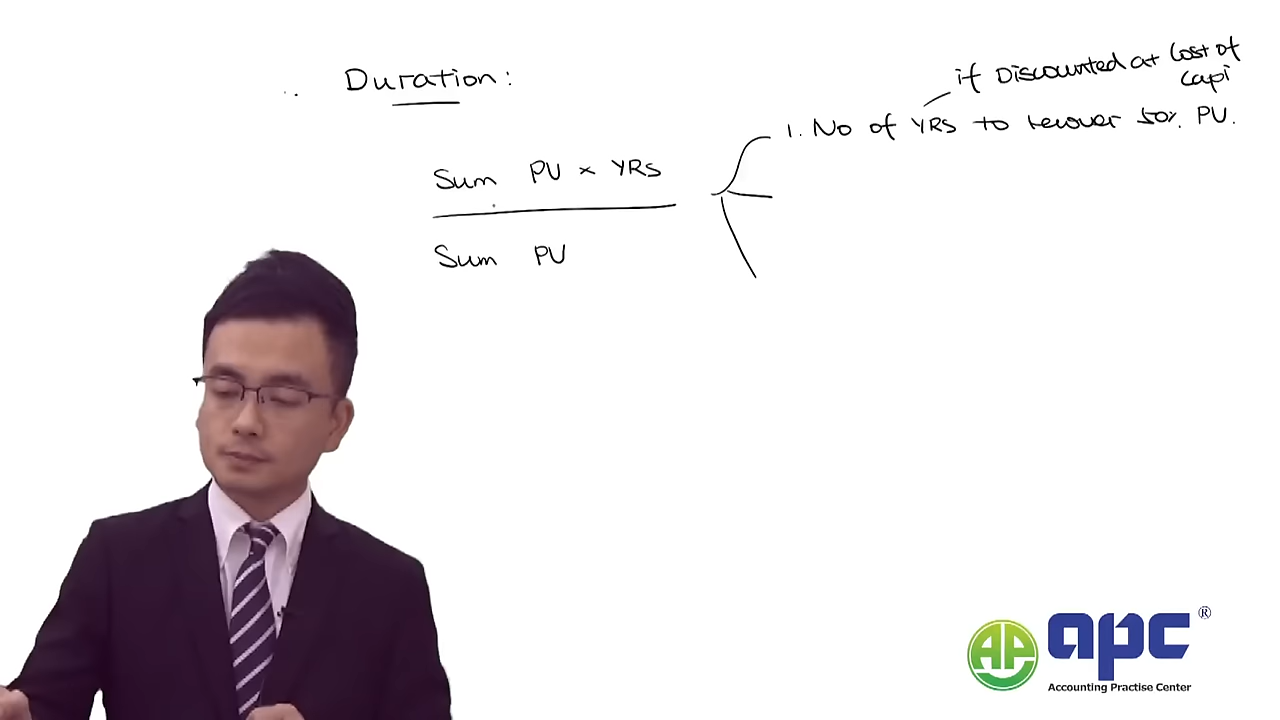 Duration:
if Discounted at Cost of
Capi
1. No of YRS to recover 50% PV.
Sum PV × YRS
Sum PV
APC
apc®
Accounting Practise Center